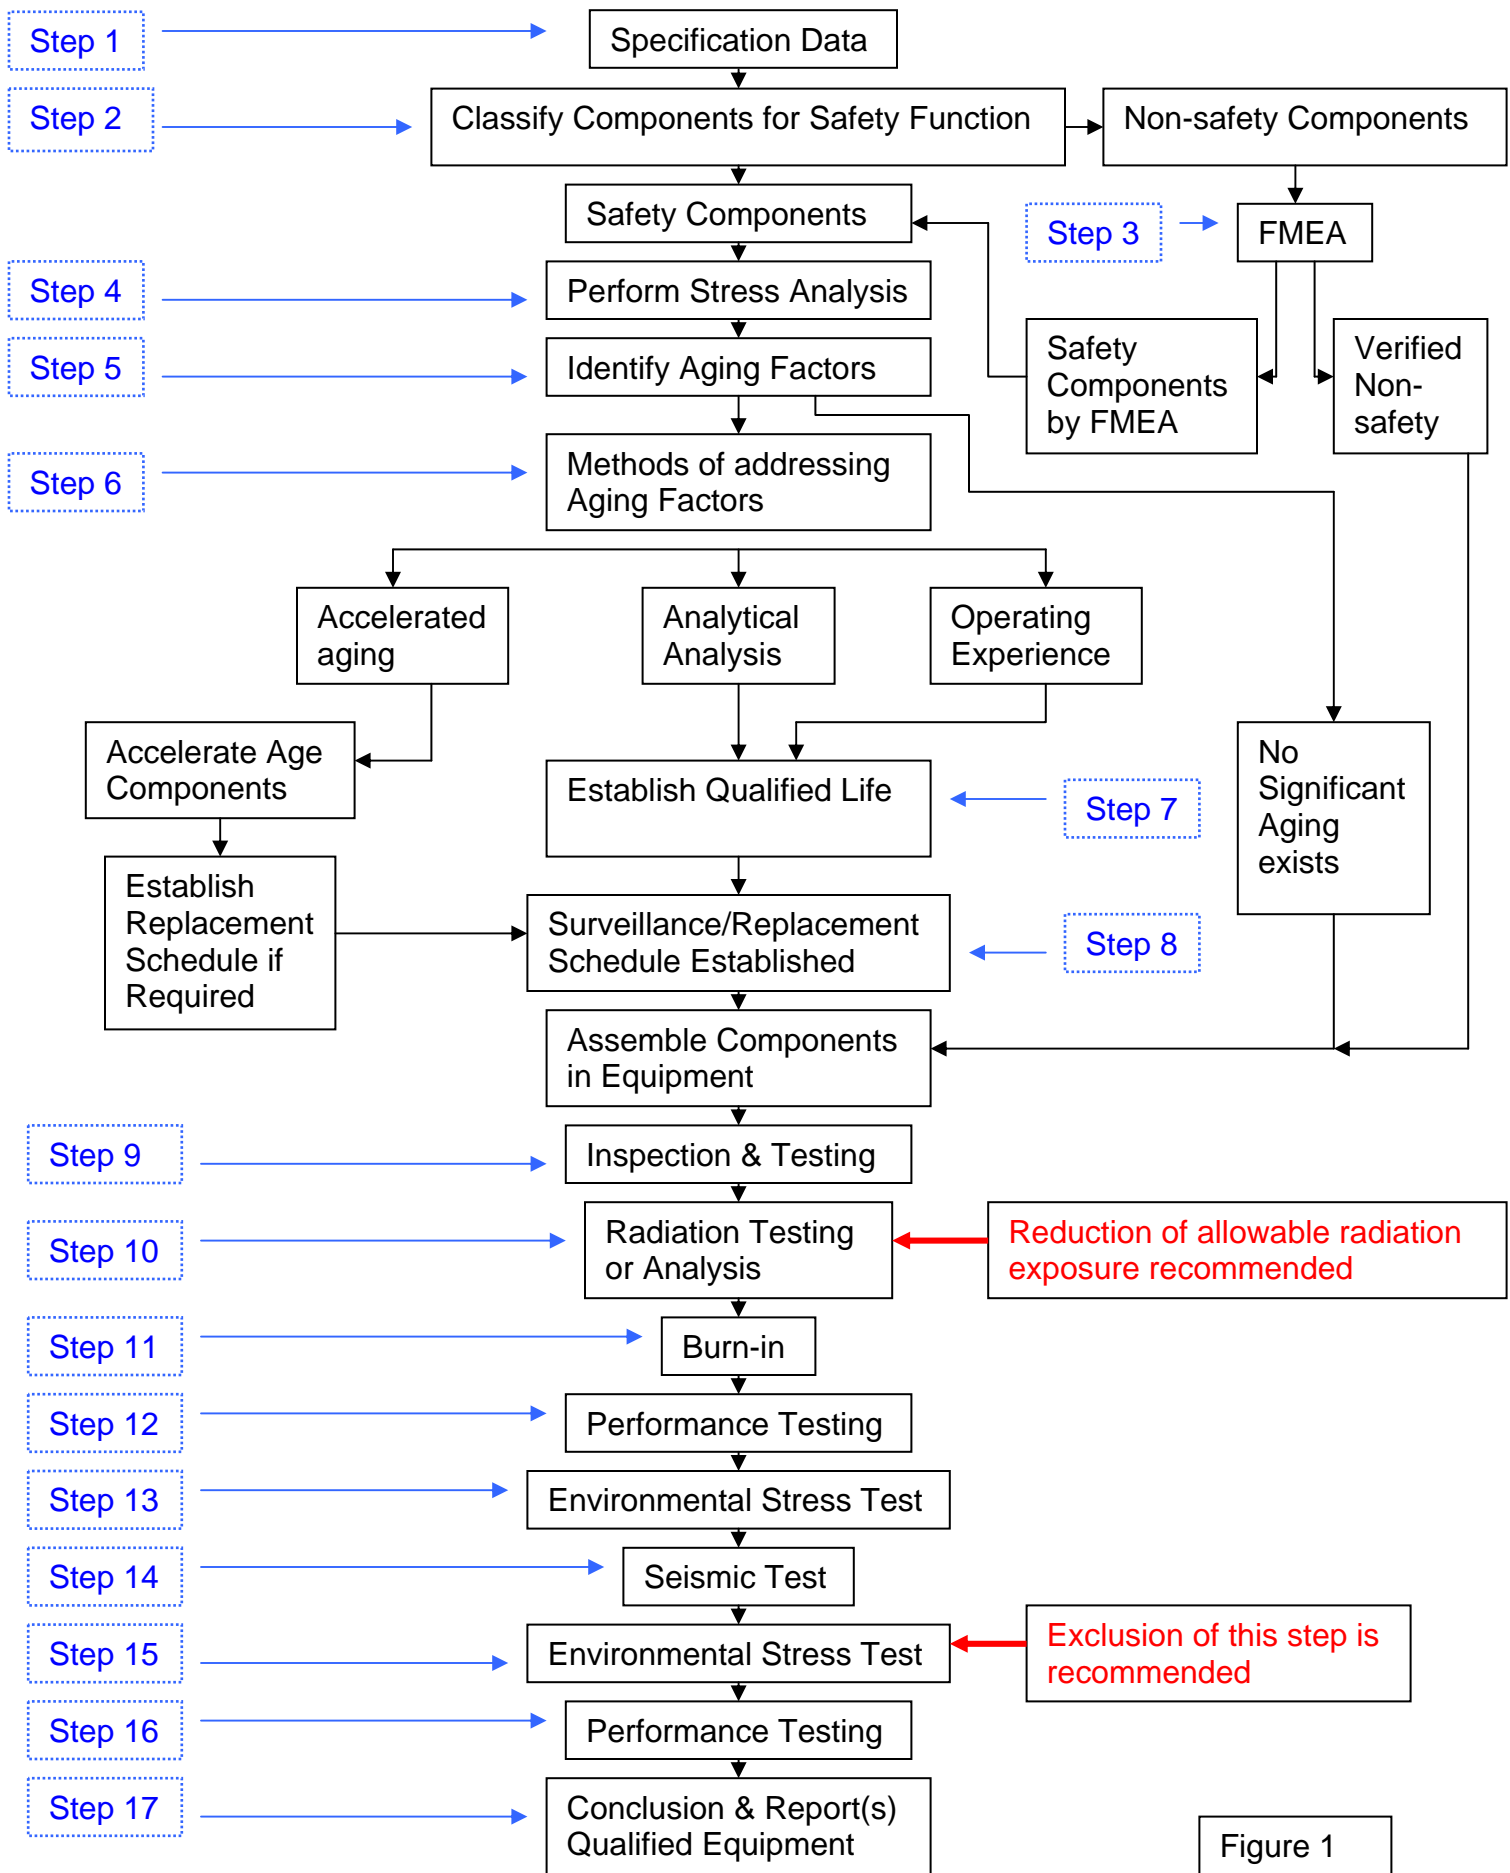 Step 1
Specification Data
Step 2
Classify Components for Safety Function
Non-safety Components
Safety Components
Step 3
FMEA
Step 4
Perform Stress Analysis
Safety
Components
by FMEA
Verified
Non-
safety
Step 5
Identify Aging Factors
Step 6
Methods of addressing
Aging Factors
Accelerated
aging
Analytical
Analysis
Operating
Experience
Accelerate Age
Components
Establish Qualified Life
Step 7
No
Significant
Aging
exists
Establish
Replacement
Schedule if
Required
Surveillance/Replacement
Schedule Established
Step 8
Assemble Components
in Equipment
Step 9
Inspection & Testing
Step 10
Radiation Testing
or Analysis
Reduction of allowable radiation
exposure recommended
Step 11
Burn-in
Step 12
Performance Testing
Step 13
Environmental Stress Test
Step 14
Seismic Test
Step 15
Environmental Stress Test
Exclusion of this step is
recommended
Step 16
Performance Testing
Step 17
Conclusion & Report(s)
Qualified Equipment
Figure 1